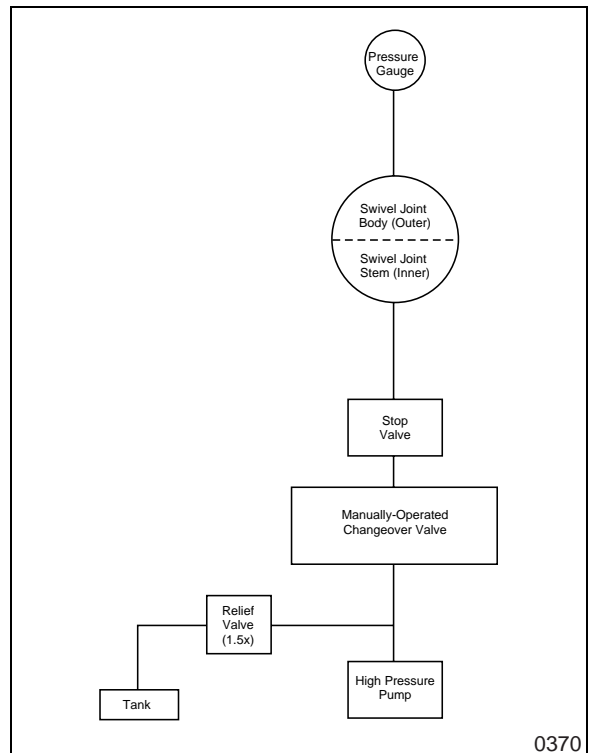 Pressure
Gauge
Swivel Joint
Body (Outer)
Swivel Joint
Stem (Inner)
Stop
Valve
Manually-Operated
Changeover Valve
Relief
Valve
(1.5x)
High Pressure
Pump
Tank
0370